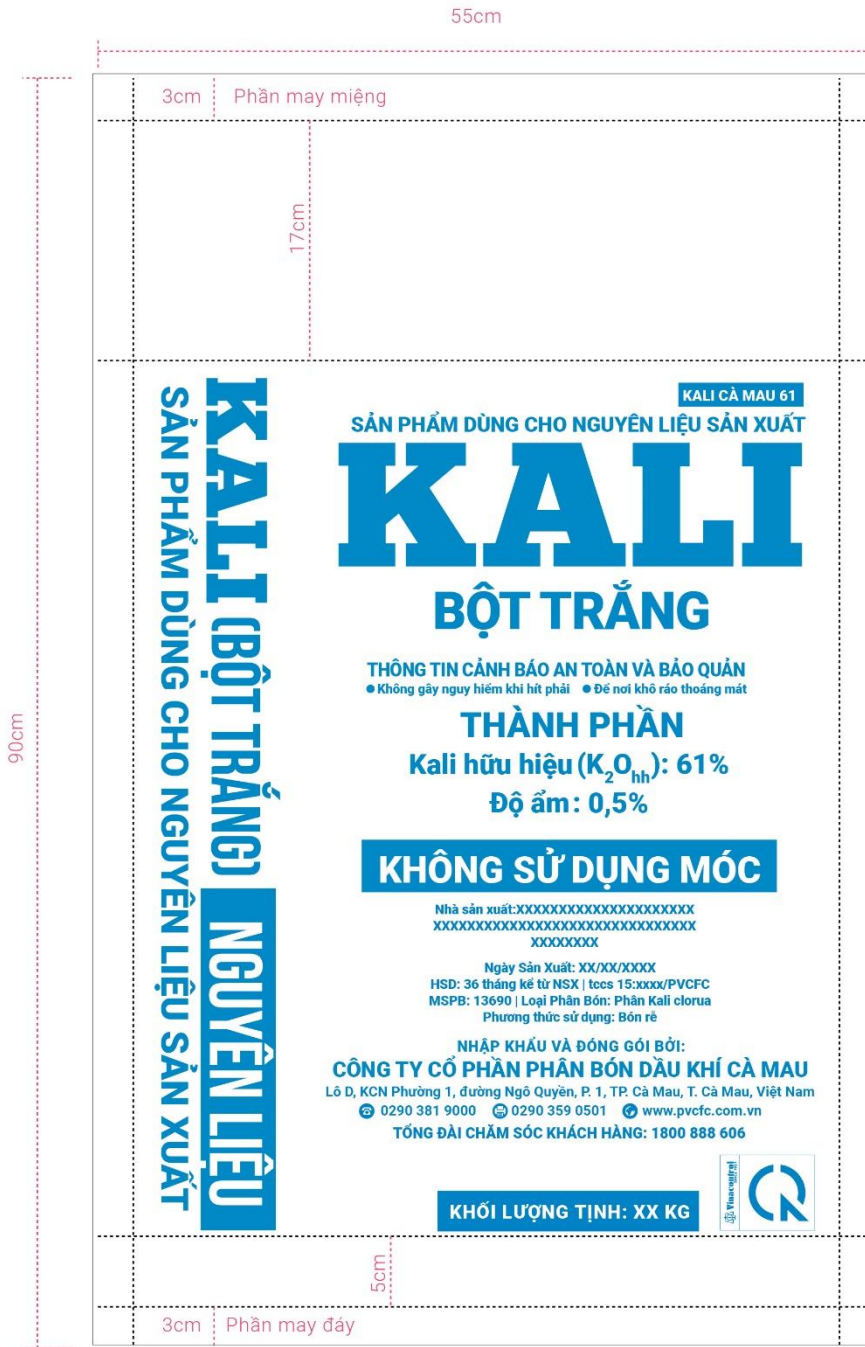 55cm
3cm
Phần may miệng
17cm
90cm
KALI (BỘT TRẮNG) NGUYÊN LIỆU
SẢN PHẨM DÙNG CHO NGUYÊN LIỆU SẢN XUẤT
KALI CÀ MAU 61
SẢN PHẨM DÙNG CHO NGUYÊN LIỆU SẢN XUẤT
KALI
BỘT TRẮNG
THÔNG TIN CẢNH BÁO AN TOÀN VÀ BẢO QUẢN
● Không gây nguy hiểm khi hít phải ● Để nơi khô ráo thoáng mát
THÀNH PHẦN
Kali hữu hiệu (K₂Ohh): 61%
Độ ẩm: 0,5%
KHÔNG SỬ DỤNG MÓC
Nhà sản xuất:XXXXXXXXXXXXXXXXXXXXX
XXXXXXXXXXXXXXXXXXXXXXXXXXXXXXX
XXXXXXXX
Ngày Sản Xuất: XX/XX/XXXX
HSD: 36 tháng kể từ NSX | tccs 15:xxxx/PVCFC
MSPB: 13690 | Loại Phân Bón: Phân Kali clorua
Phương thức sử dụng: Bón rễ
NHẬP KHẨU VÀ ĐÓNG GÓI BỞI:
CÔNG TY CỔ PHẦN PHÂN BÓN DẦU KHÍ CÀ MAU
Lô D, KCN Phường 1, đường Ngô Quyền, P. 1, TP. Cà Mau, T. Cà Mau, Việt Nam
0290 381 9000 0290 359 0501 www.pvcfc.com.vn
TỔNG ĐÀI CHĂM SÓC KHÁCH HÀNG: 1800 888 606
KHỐI LƯỢNG TỊNH: XX KG
Vinacontrol
5cm
3cm
Phần may đáy